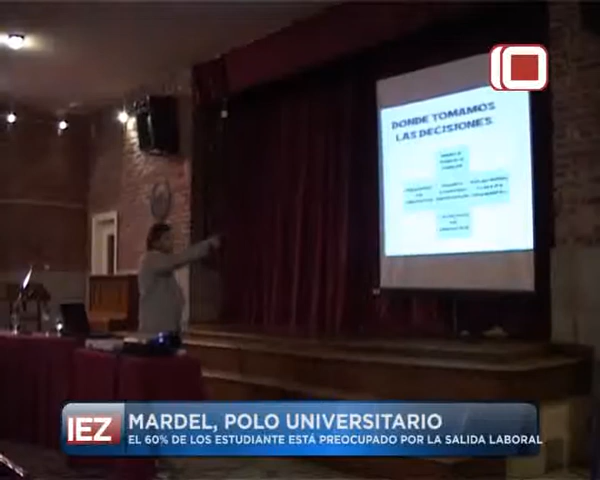 DONDE TOMAMOS
LAS DECISIONES
IEZ
MARDEL, POLO UNIVERSITARIO
EL 60% DE LOS ESTUDIANTE ESTÁ PREOCUPADO POR LA SALIDA LABORAL